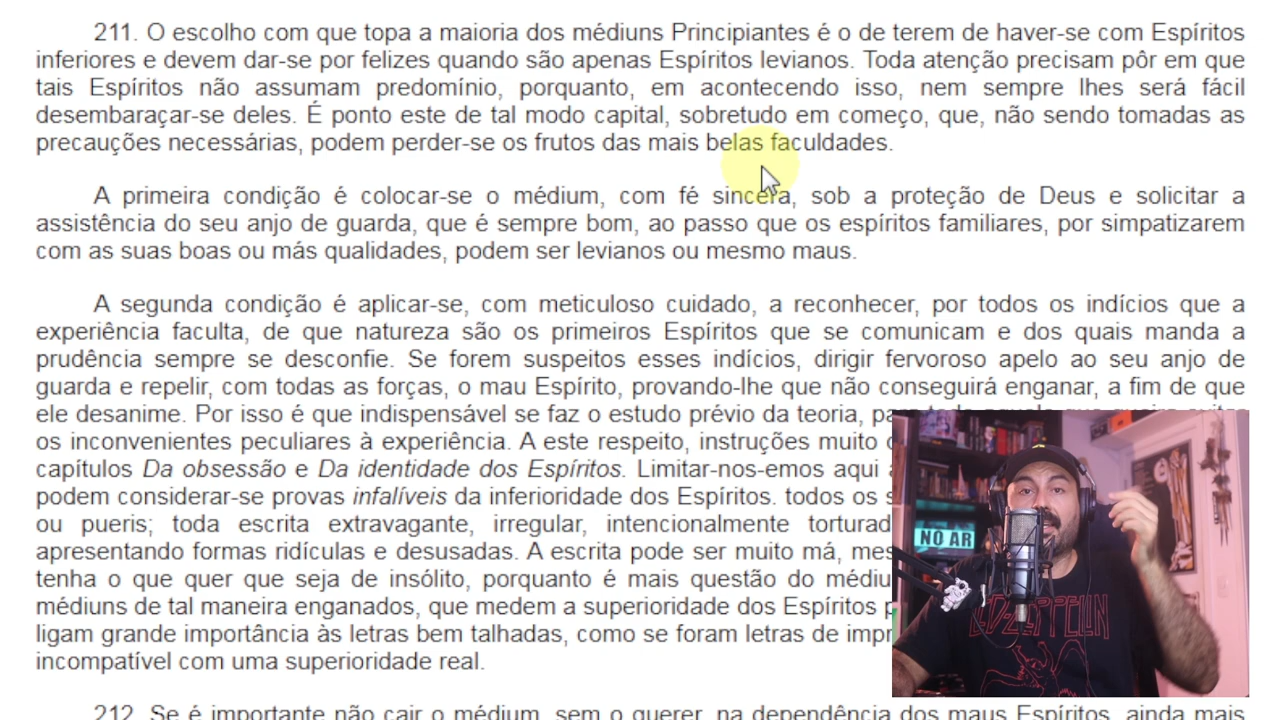 211. O escolho com que topa a maioria dos médiuns Principiantes é o de terem de haver-se com Espíritos
inferiores e devem dar-se por felizes quando são apenas Espíritos levianos. Toda atenção precisam pôr em que
tais Espíritos não assumam predomínio, porquanto, em acontecendo isso, nem sempre lhes será fácil
desembaraçar-se deles. É ponto este de tal modo capital, sobretudo em começo, que, não sendo tomadas as
precauções necessárias, podem perder-se os frutos das mais belas faculdades.
A primeira condição é colocar-se o médium, com fé sincera, sob a proteção de Deus e solicitar a
assistência do seu anjo de guarda, que é sempre bom, ao passo que os espíritos familiares, por simpatizarem
com as suas boas ou más qualidades, podem ser levianos ou mesmo maus.
A segunda condição é aplicar-se, com meticuloso cuidado, a reconhecer, por todos os indícios que a
experiência faculta, de que natureza são os primeiros Espíritos que se comunicam e dos quais manda a
prudência sempre se desconfie. Se forem suspeitos esses indícios, dirigir fervoroso apelo ao seu anjo de
guarda e repelir, com todas as forças, o mau Espírito, provando-lhe que não conseguirá enganar, a fim de que
ele desanime. Por isso é que indispensável se faz o estudo prévio da teoria,
os inconvenientes peculiares à experiência. A este respeito, instruções muito
capítulos Da obsessão e Da identidade dos Espíritos. Limitar-nos-emos aqui
podem considerar-se provas infalíveis da inferioridade dos Espíritos. todos os
ou pueris; toda escrita extravagante, irregular, intencionalmente
apresentando formas ridículas e desusadas. A escrita pode ser muito má,
tenha o que quer que seja de insólito, porquanto é mais questão do
médiuns de tal maneira enganados, que medem a superioridade dos Espíritos
ligam grande importância às letras bem talhadas, como se foram letras de
incompatível com uma superioridade real.
212. Se é importante não cair o médium, sem o querer, na dependência dos maus Espíritos, ainda mais
NO AR
LED ZEPPELIN